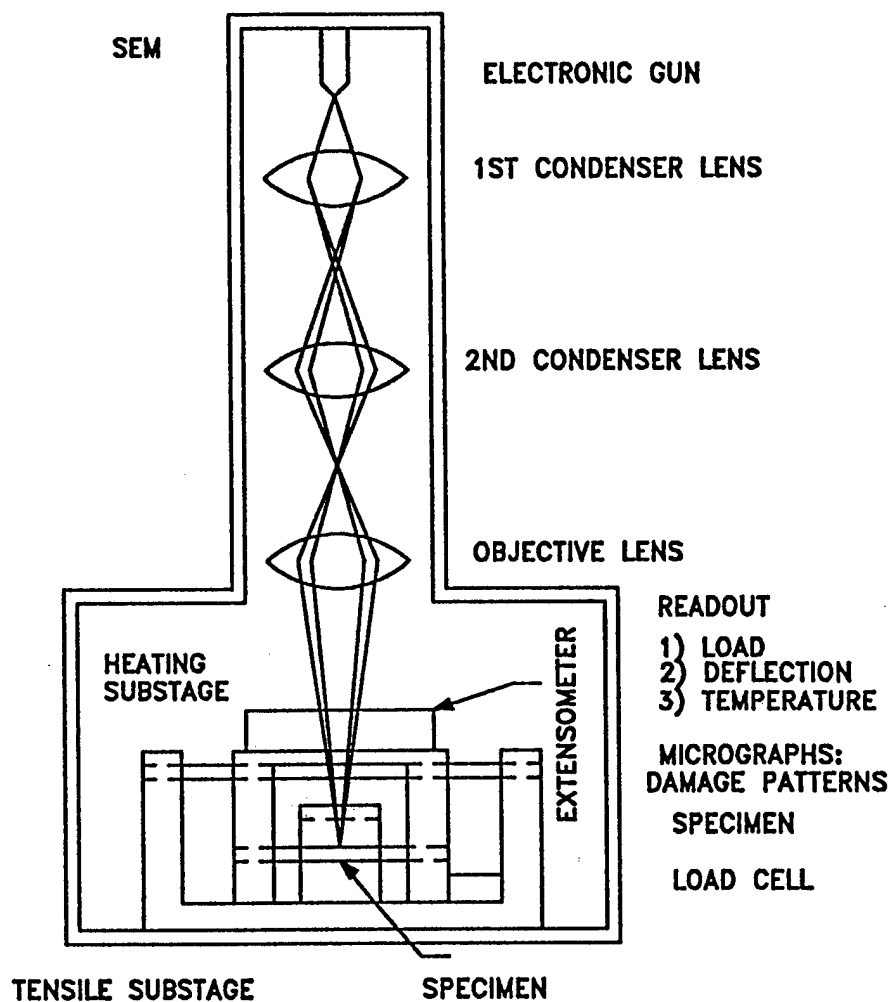 SEM
ELECTRONIC GUN
1ST CONDENSER LENS
2ND CONDENSER LENS
OBJECTIVE LENS
READOUT
1) LOAD
2) DEFLECTION
3) TEMPERATURE
HEATING
SUBSTAGE
EXTENSOMETER
MICROGRAPHS:
DAMAGE PATTERNS
SPECIMEN
LOAD CELL
TENSILE SUBSTAGE
SPECIMEN